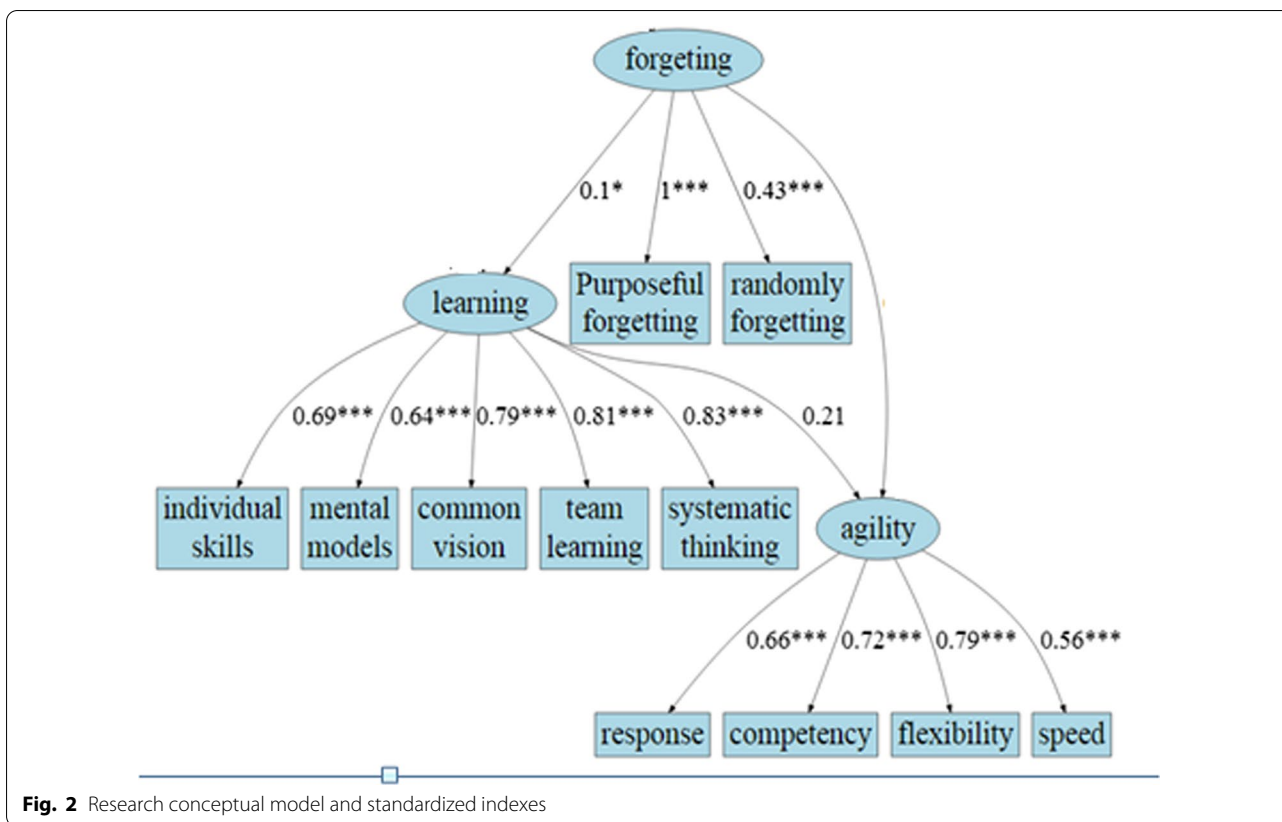 forgeting
0.1*
1***
0.43***
learning
Purposeful
forgetting
randomly
forgetting
0.69***
0.64***
0.79***
0.81***
0.83***
0.21
individual
skills
mental
models
common
vision
team
learning
systematic
thinking
agility
0.66***
0.72***
0.79***
0.56***
response
competency
flexibility
speed
Fig. 2 Research conceptual model and standardized indexes